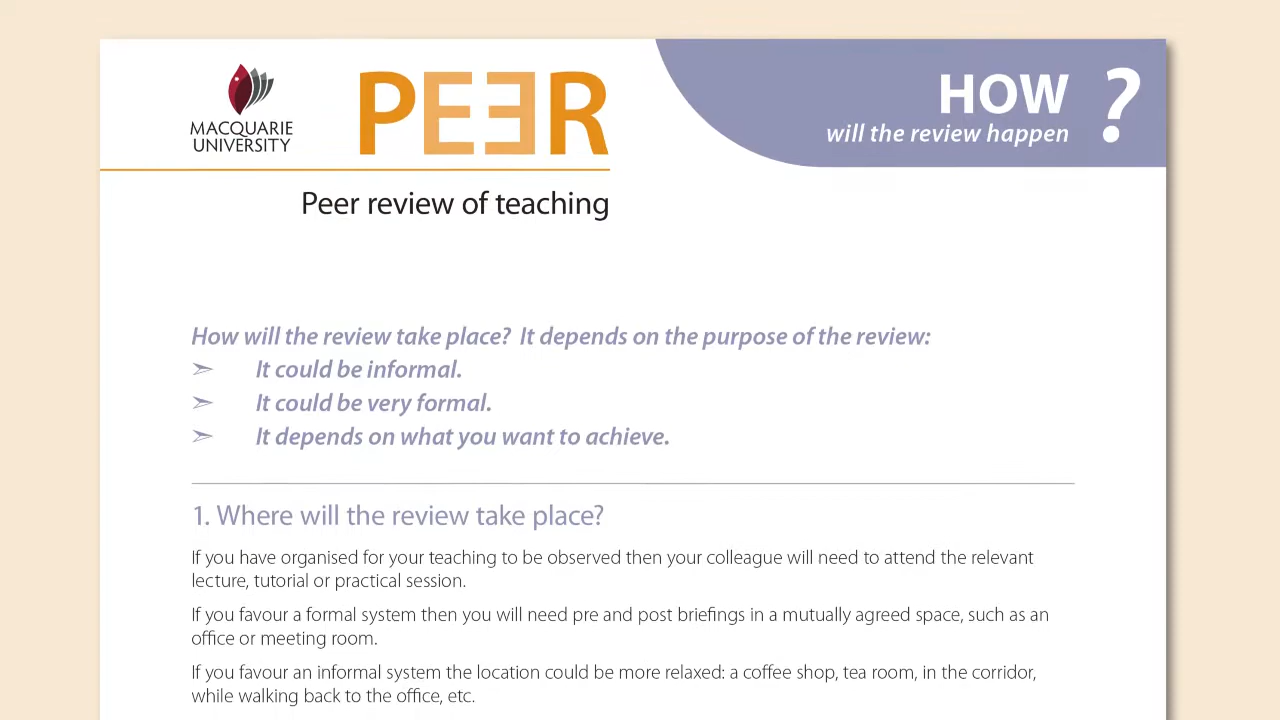 MACQUARIE
UNIVERSITY
PEER
Peer review of teaching
HOW ?
will the review happen
How will the review take place? It depends on the purpose of the review:
➣ It could be informal.
➣ It could be very formal.
➣ It depends on what you want to achieve.
1. Where will the review take place?
If you have organised for your teaching to be observed then your colleague will need to attend the relevant
lecture, tutorial or practical session.
If you favour a formal system then you will need pre and post briefings in a mutually agreed space, such as an
office or meeting room.
If you favour an informal system the location could be more relaxed: a coffee shop, tea room, in the corridor,
while walking back to the office, etc.